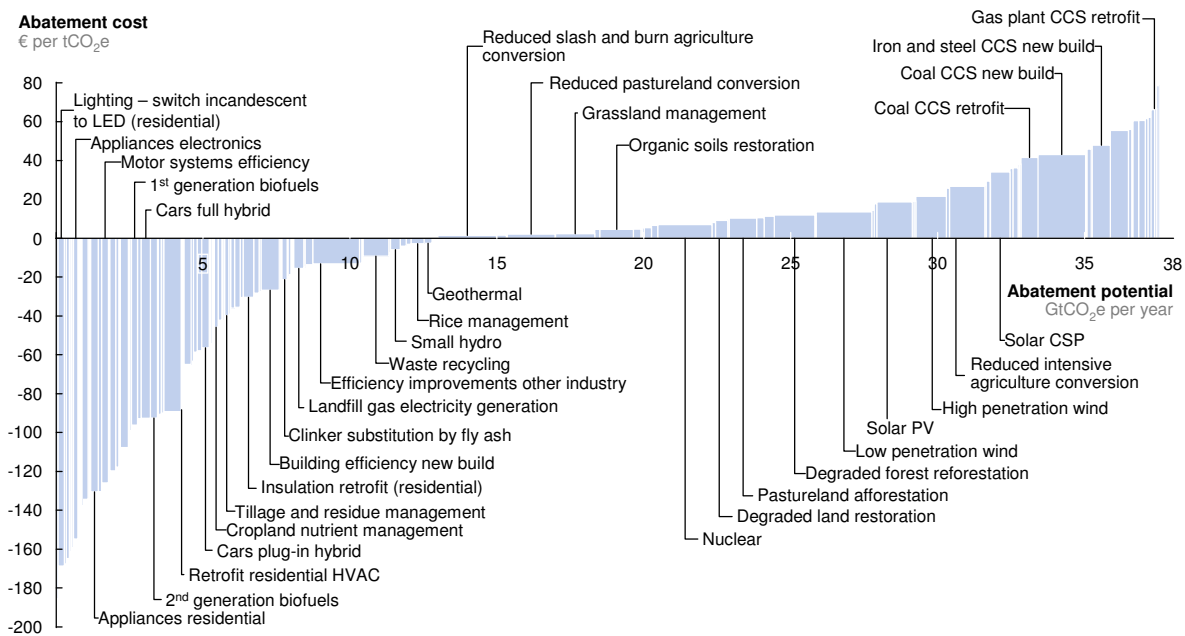 Abatement cost
€ per tCO2e
Gas plant CCS retrofit
Iron and steel CCS new build
Coal CCS new build
Coal CCS retrofit
Reduced slash and burn agriculture
conversion
Reduced pastureland conversion
Grassland management
Organic soils restoration
Lighting – switch incandescent
to LED (residential)
Appliances electronics
Motor systems efficiency
1st generation biofuels
Cars full hybrid
80
60
40
20
0
-20
-40
-60
-80
-100
-120
-140
-160
-180
-200
5
10
15
20
25
30
35
38
Abatement potential
GtCO2e per year
Geothermal
Rice management
Small hydro
Waste recycling
Efficiency improvements other industry
Landfill gas electricity generation
Clinker substitution by fly ash
Building efficiency new build
Insulation retrofit (residential)
Tillage and residue management
Cropland nutrient management
Cars plug-in hybrid
Retrofit residential HVAC
2nd generation biofuels
Appliances residential
Solar CSP
Reduced intensive
agriculture conversion
High penetration wind
Solar PV
Low penetration wind
Degraded forest reforestation
Pastureland afforestation
Degraded land restoration
Nuclear